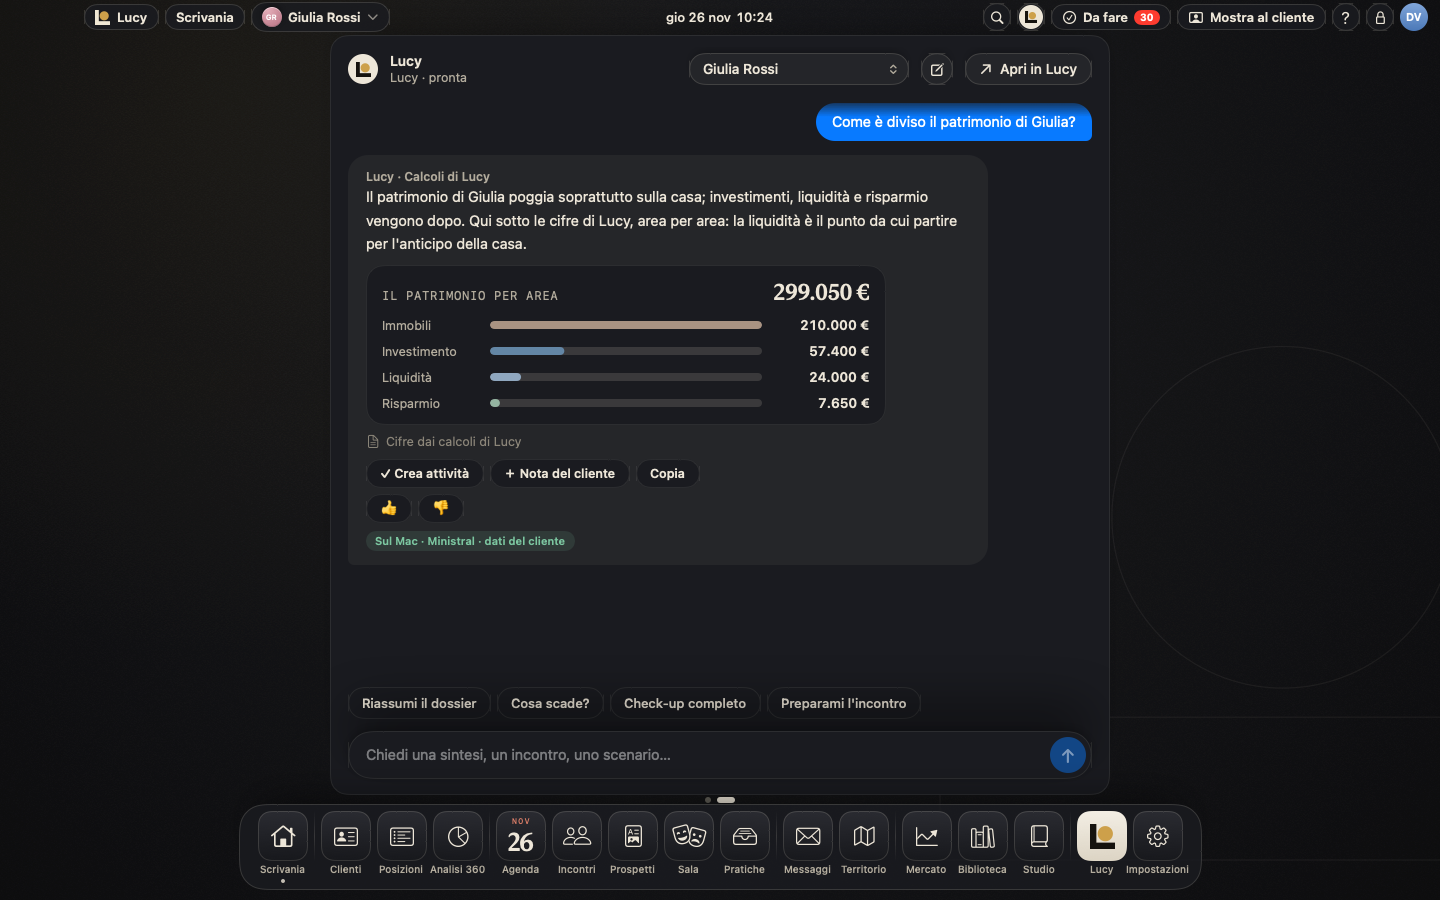 Lucy
Scrivania
GR Giulia Rossi
gio 26 nov 10:24
Da fare 30
Mostra al cliente
?
DV
Lucy
Lucy · pronta
Giulia Rossi
Apri in Lucy
Come è diviso il patrimonio di Giulia?
Lucy · Calcoli di Lucy
Il patrimonio di Giulia poggia soprattutto sulla casa; investimenti, liquidità e risparmio
vengono dopo. Qui sotto le cifre di Lucy, area per area: la liquidità è il punto da cui partire
per l'anticipo della casa.
IL PATRIMONIO PER AREA 299.050 €
Immobili 210.000 €
Investimento 57.400 €
Liquidità 24.000 €
Risparmio 7.650 €
Cifre dai calcoli di Lucy
✓ Crea attività
+ Nota del cliente
Copia
Sul Mac · Ministral · dati del cliente
Riassumi il dossier
Cosa scade?
Check-up completo
Preparami l'incontro
Chiedi una sintesi, un incontro, uno scenario...
NOV
26
Scrivania
Clienti
Posizioni
Analisi 360
Agenda
Incontri
Prospetti
Sala
Pratiche
Messaggi
Territorio
Mercato
Biblioteca
Studio
Lucy
Impostazioni